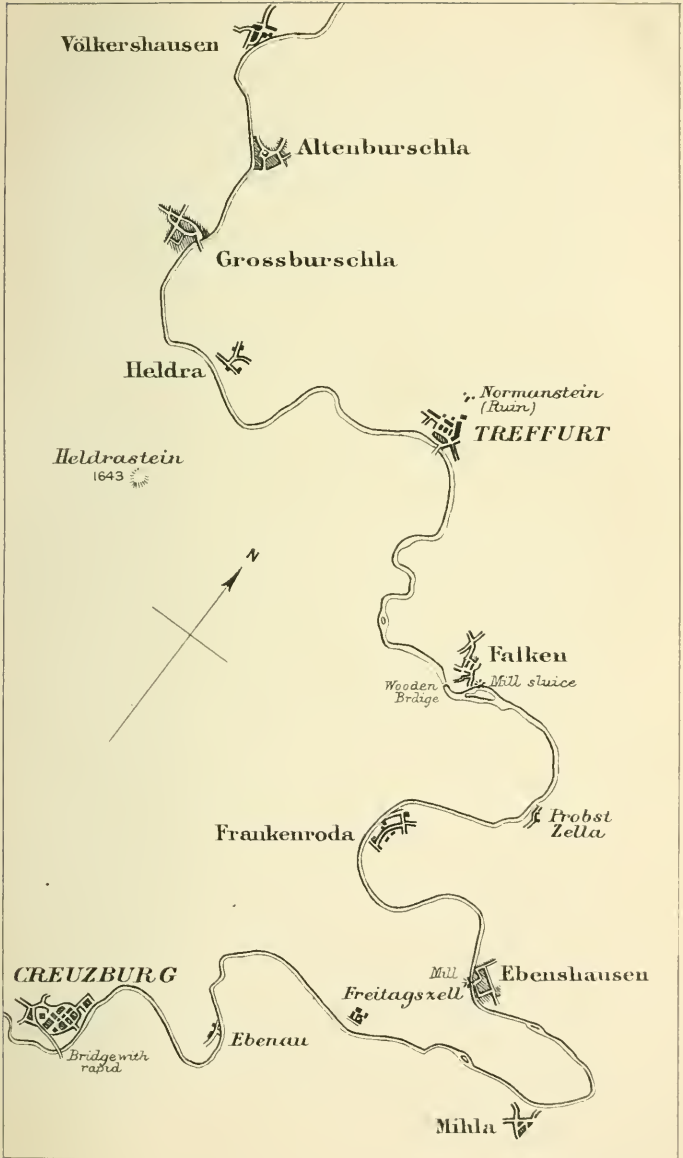 Völkershausen
Altenburschla
Grossburschla
Heldra
Normanstein
(Ruin)
TREFFURT
Heldrastein
1643
N
Falken
Mill sluice
Wooden
Brdige
Frankenroda
Probst
Zella
CREUZBURG
Mill
Ebenshausen
Freitagszell
Ebenau
Bridge with
rapid
Mihla